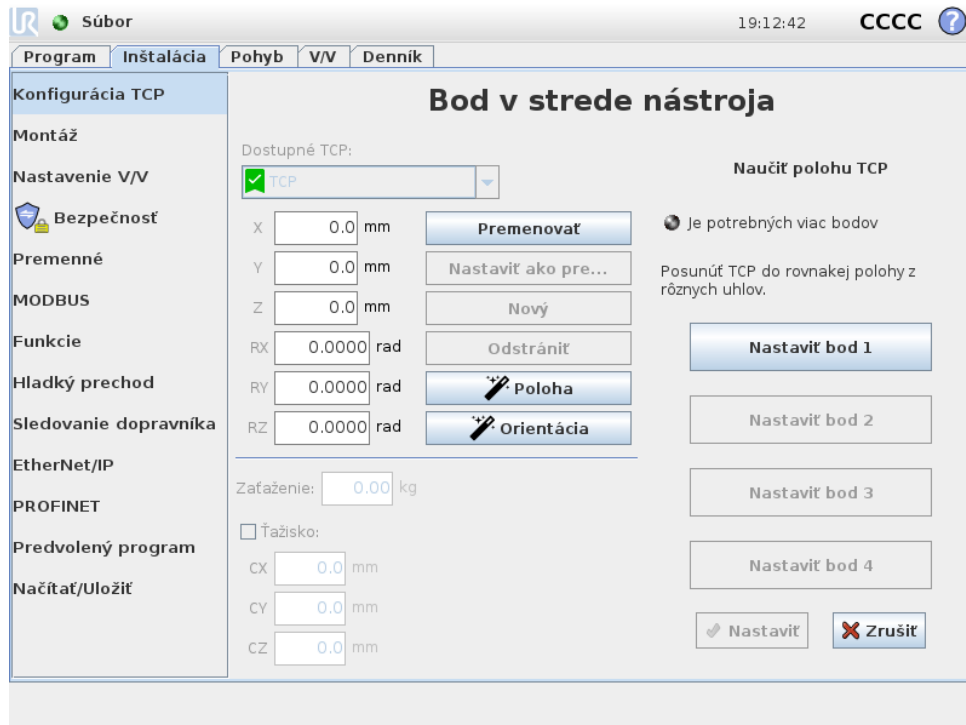 Súbor
19:12:42
CCCC
?
Program
Inštalácia
Pohyb
V/V
Denník
Konfigurácia TCP
Montáž
Nastavenie V/V
Bezpečnosť
Premenné
MODBUS
Funkcie
Hladký prechod
Sledovanie dopravníka
EtherNet/IP
PROFINET
Predvolený program
Načítať/Uložiť
Bod v strede nástroja
Dostupné TCP:
TCP
X 0.0 mm
Premenovať
Y 0.0 mm
Nastaviť ako pre...
Z 0.0 mm
Nový
RX 0.0000 rad
Odstrániť
RY 0.0000 rad
Poloha
RZ 0.0000 rad
Orientácia
Zaťaženie: 0.00 kg
Ťažisko:
CX 0.0 mm
CY 0.0 mm
CZ 0.0 mm
Naučiť polohu TCP
Je potrebných viac bodov
Posunúť TCP do rovnakej polohy z
rôznych uhlov.
Nastaviť bod 1
Nastaviť bod 2
Nastaviť bod 3
Nastaviť bod 4
Nastaviť
Zrušiť